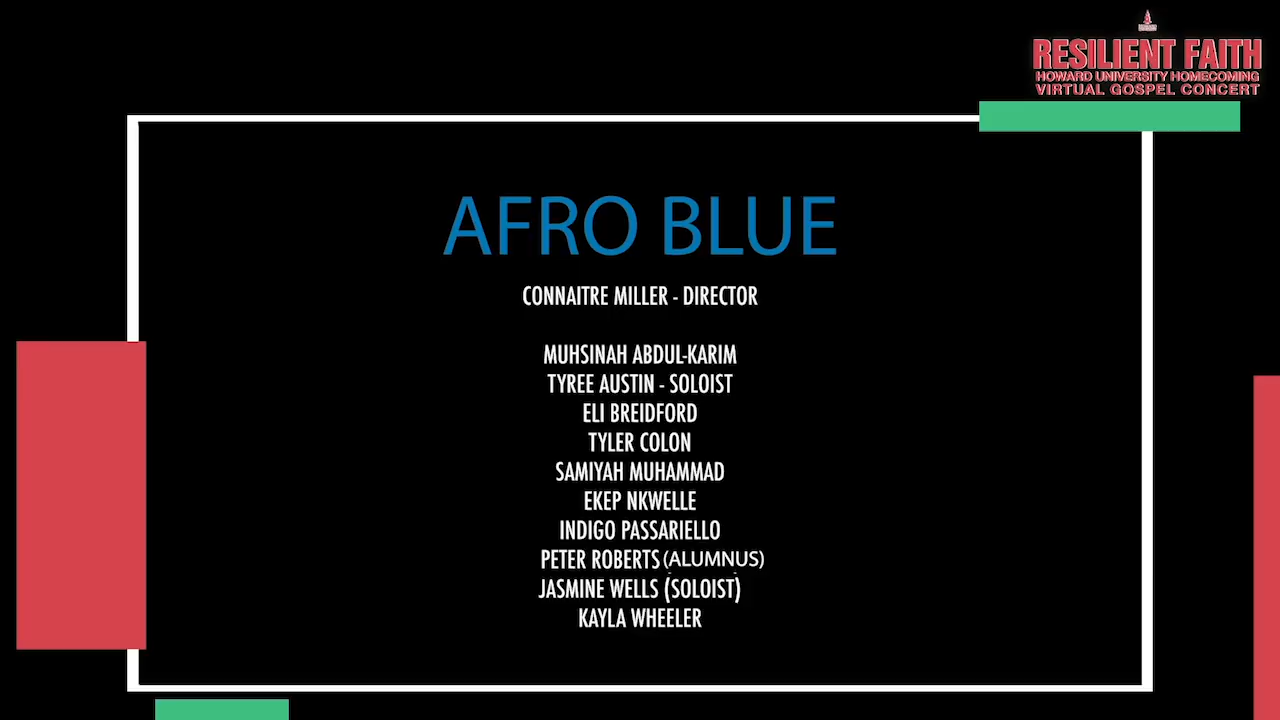 RESILIENT FAITH
HOWARD UNIVERSITY HOMECOMING
VIRTUAL GOSPEL CONCERT
AFRO BLUE
CONNAITRE MILLER - DIRECTOR
MUHSINAH ABDUL-KARIM
TYREE AUSTIN - SOLOIST
ELI BREIDFORD
TYLER COLON
SAMIYAH MUHAMMAD
EKEP NKWELLE
INDIGO PASSARIELLO
PETER ROBERTS (ALUMNUS)
JASMINE WELLS (SOLOIST)
KAYLA WHEELER